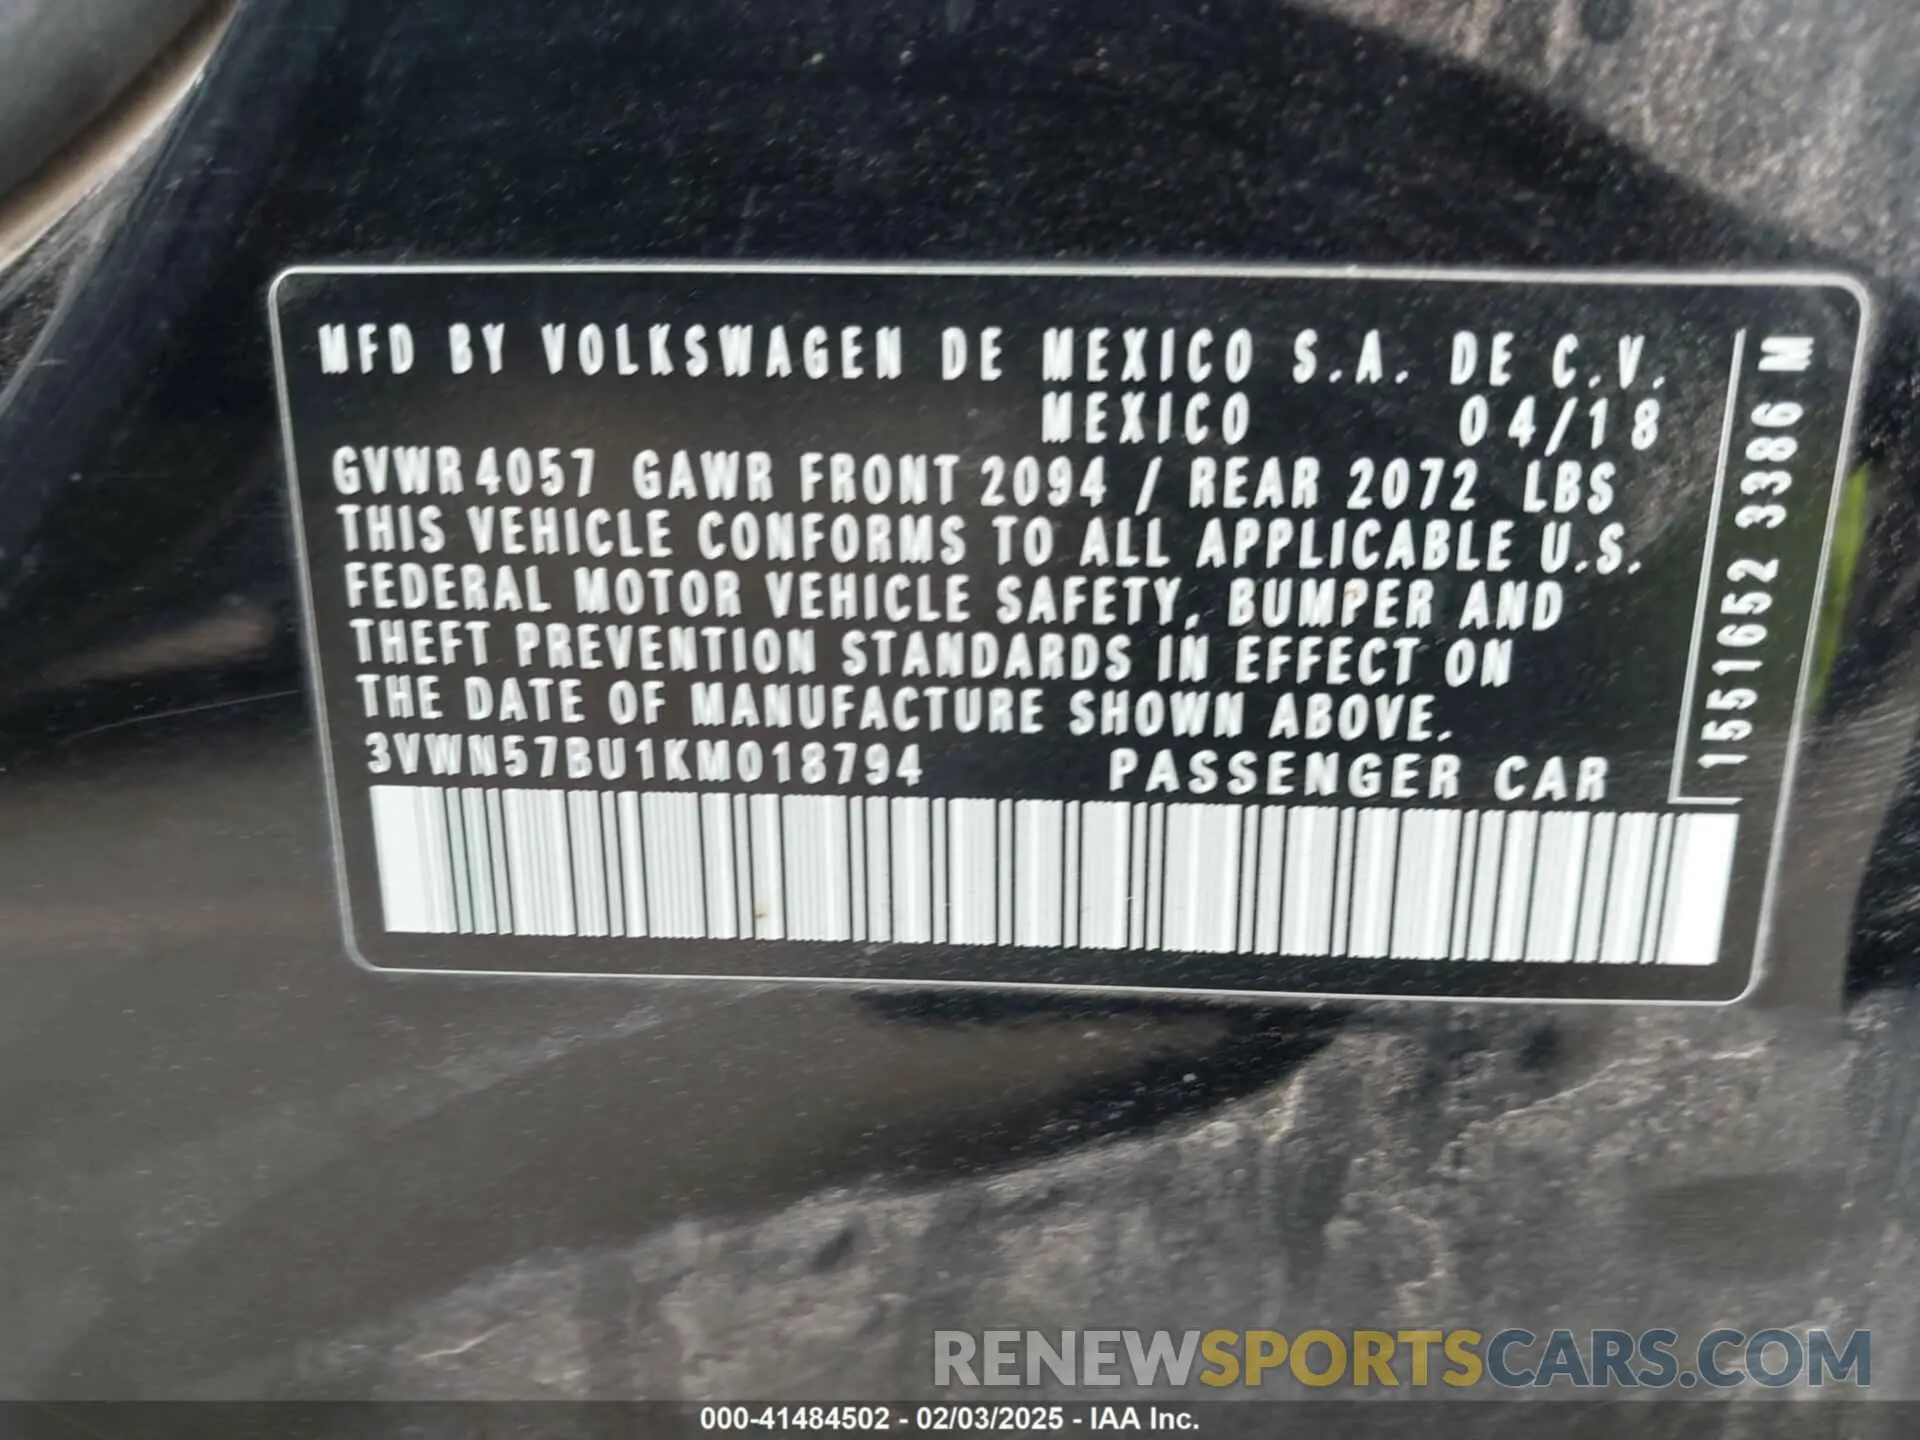 MFD BY VOLKSWAGEN DE MEXICO S.A. DE C.V.
MEXICO 04/18
GVWR 4057 GAWR FRONT 2094 / REAR 2072 LBS
THIS VEHICLE CONFORMS TO ALL APPLICABLE U.S.
FEDERAL MOTOR VEHICLE SAFETY, BUMPER AND
THEFT PREVENTION STANDARDS IN EFFECT ON
THE DATE OF MANUFACTURE SHOWN ABOVE.
3VWN57BU1KM018794 PASSENGER CAR
1551652 3386 M
RENEWSPORTSCARS.COM
000-41484502 - 02/03/2025 - IAA Inc.